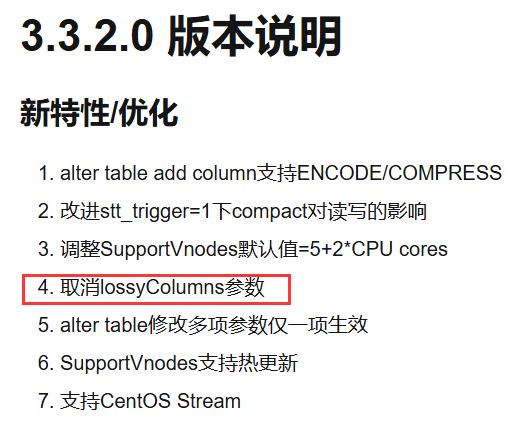 3.3.2.0 版本说明
新特性/优化
1. alter table add column支持ENCODE/COMPRESS
2. 改进stt_trigger=1下compact对读写的影响
3. 调整SupportVnodes默认值=5+2*CPU cores
4. 取消lossyColumns参数
5. alter table修改多项参数仅一项生效
6. SupportVnodes支持热更新
7. 支持CentOS Stream